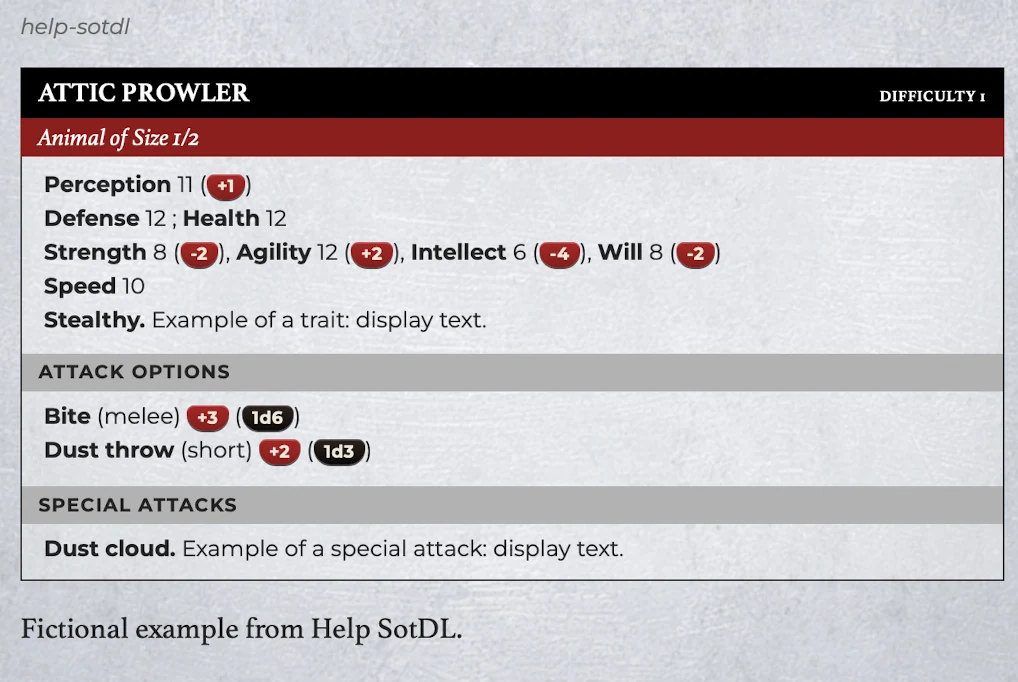 help-sotdl
ATTIC PROWLER DIFFICULTY 1
Animal of Size 1/2
Perception 11 (+1)
Defense 12 ; Health 12
Strength 8 (-2), Agility 12 (+2), Intellect 6 (-4), Will 8 (-2)
Speed 10
Stealthy. Example of a trait: display text.
ATTACK OPTIONS
Bite (melee) +3 (1d6)
Dust throw (short) +2 (1d3)
SPECIAL ATTACKS
Dust cloud. Example of a special attack: display text.
Fictional example from Help SotDL.